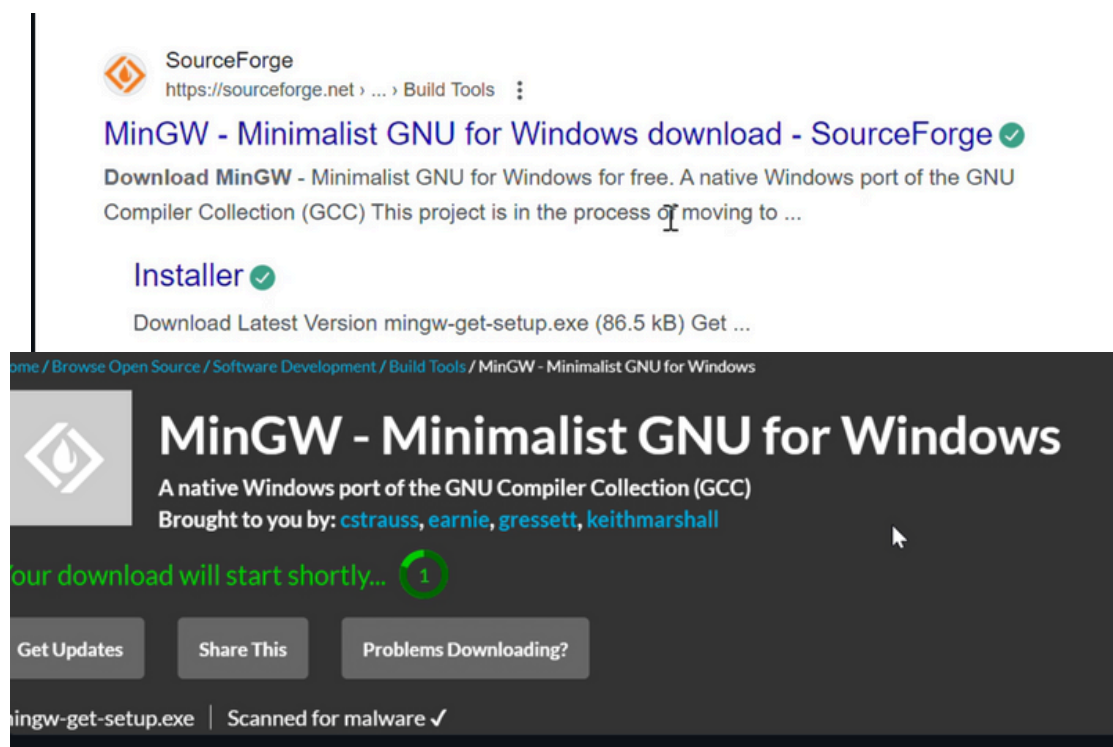 SourceForge
https://sourceforge.net › ... › Build Tools
MinGW - Minimalist GNU for Windows download - SourceForge
Download MinGW - Minimalist GNU for Windows for free. A native Windows port of the GNU
Compiler Collection (GCC) This project is in the process of moving to ...
Installer
Download Latest Version mingw-get-setup.exe (86.5 kB) Get ...
ome / Browse Open Source / Software Development / Build Tools / MinGW - Minimalist GNU for Windows
MinGW - Minimalist GNU for Windows
A native Windows port of the GNU Compiler Collection (GCC)
Brought to you by: cstrauss, earnie, gressett, keithmarshall
our download will start shortly... 1
Get Updates Share This Problems Downloading?
ingw-get-setup.exe | Scanned for malware ✓